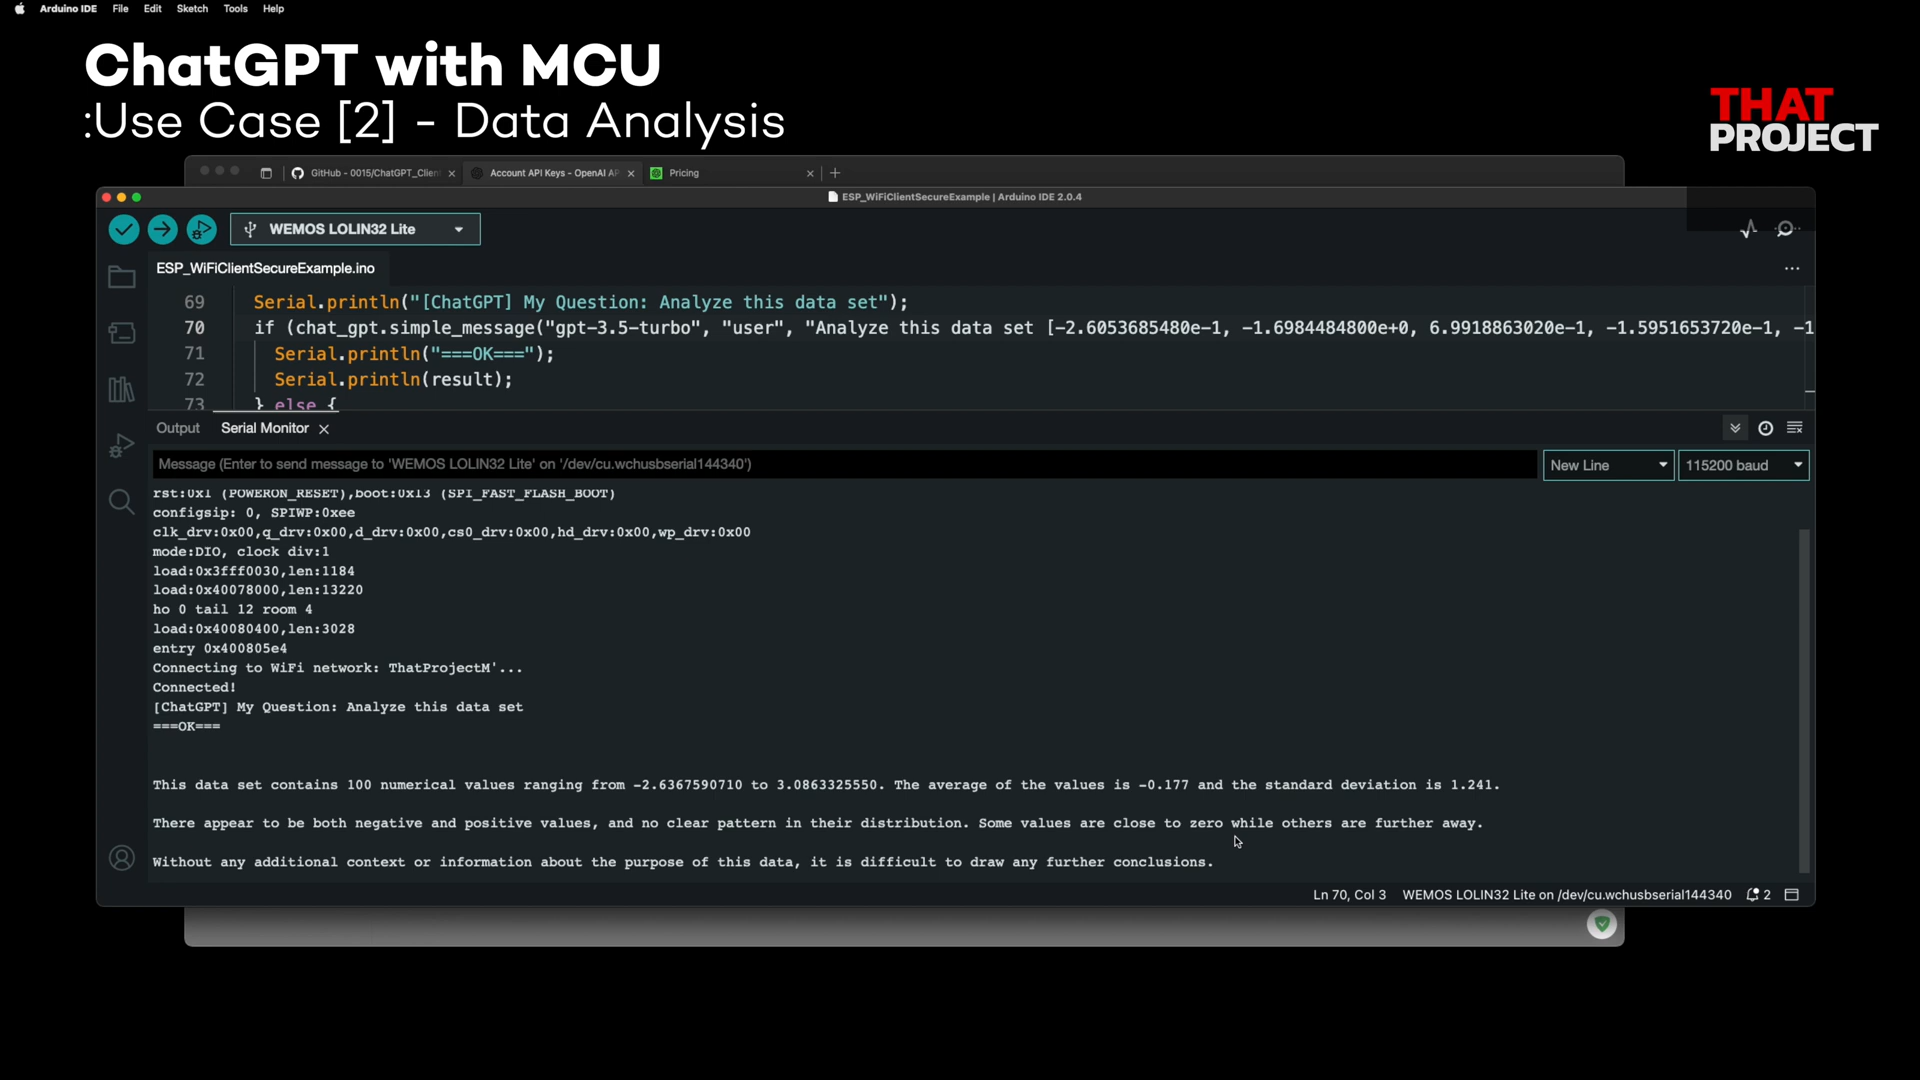 Arduino IDE File Edit Sketch Tools Help
ChatGPT with MCU
:Use Case [2] - Data Analysis
THAT
PROJECT
GitHub - 0015/ChatGPT_Clien
Account API Keys - OpenAI AP
Pricing
ESP_WiFiClientSecureExample | Arduino IDE 2.0.4
WEMOS LOLIN32 Lite
ESP_WiFiClientSecureExample.ino
69 Serial.println("[ChatGPT] My Question: Analyze this data set");
70 if (chat_gpt.simple_message("gpt-3.5-turbo", "user", "Analyze this data set [-2.6053685480e-1, -1.6984484800e+0, 6.9918863020e-1, -1.5951653720e-1, -1
71 Serial.println("===OK===");
72 Serial.println(result);
73 } else {
Output Serial Monitor
Message (Enter to send message to 'WEMOS LOLIN32 Lite' on '/dev/cu.wchusbserial144340')
New Line
115200 baud
rst:0x1 (POWERON_RESET),boot:0x13 (SPI_FAST_FLASH_BOOT)
configsip: 0, SPIWP:0xee
clk_drv:0x00,q_drv:0x00,d_drv:0x00,cs0_drv:0x00,hd_drv:0x00,wp_drv:0x00
mode:DIO, clock div:1
load:0x3fff0030,len:1184
load:0x40078000,len:13220
ho 0 tail 12 room 4
load:0x40080400,len:3028
entry 0x400805e4
Connecting to WiFi network: ThatProjectM'...
Connected!
[ChatGPT] My Question: Analyze this data set
===OK===
This data set contains 100 numerical values ranging from -2.6367590710 to 3.0863325550. The average of the values is -0.177 and the standard deviation is 1.241.
There appear to be both negative and positive values, and no clear pattern in their distribution. Some values are close to zero while others are further away.
Without any additional context or information about the purpose of this data, it is difficult to draw any further conclusions.
Ln 70, Col 3 WEMOS LOLIN32 Lite on /dev/cu.wchusbserial144340 2